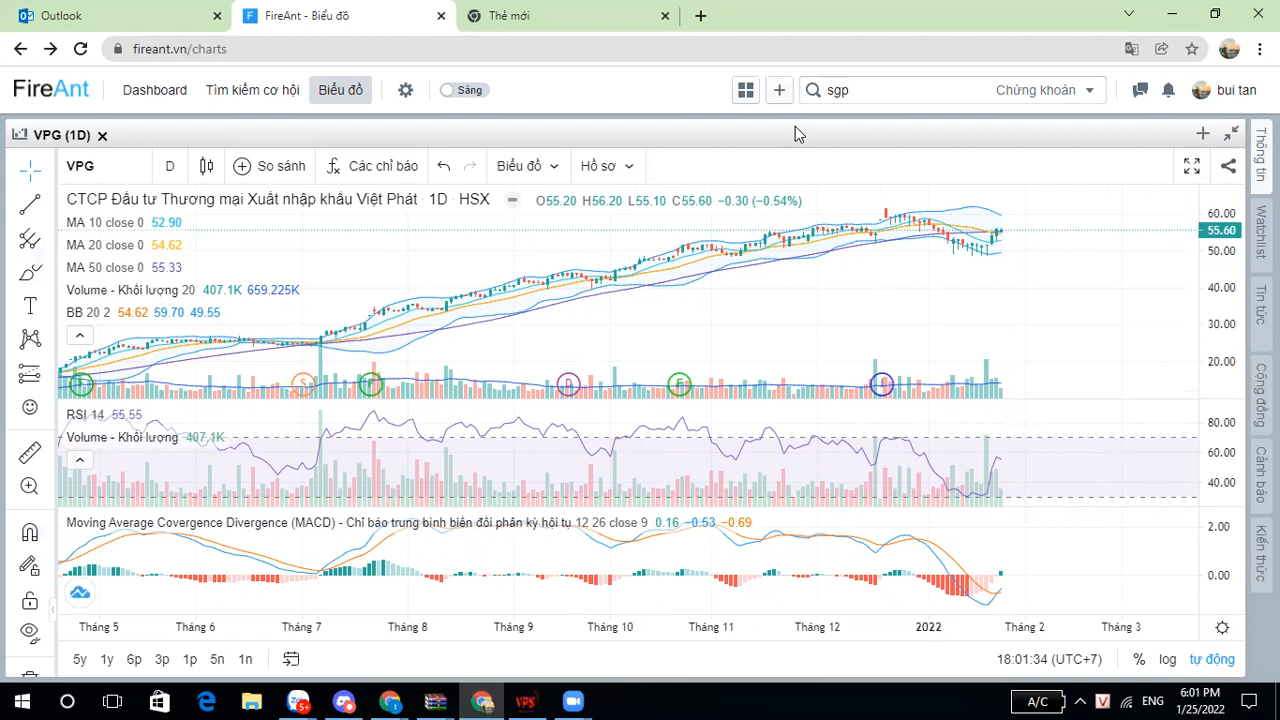 Outlook
FireAnt - Biểu đồ
Thẻ mới
fireant.vn/charts
FireAnt
Dashboard
Tìm kiếm cơ hội
Biểu đồ
Sáng
sgp
Chứng khoán
bui tan
VPG (1D)
VPG
D
So sánh
Các chỉ báo
Biểu đồ
Hồ sơ
CTCP Đầu tư Thương mại Xuất nhập khẩu Việt Phát 1D HSX
O55.20 H56.20 L55.10 C55.60 −0.30 (−0.54%)
MA 10 close 0 52.90
MA 20 close 0 54.62
MA 50 close 0 55.33
Volume - Khối lượng 20 407.1K 659.225K
BB 20 2 54.62 59.70 49.55
60.00
55.60
50.00
40.00
30.00
20.00
S
F
D
E
RSI 14 55.55
Volume - Khối lượng 407.1K
80.00
60.00
40.00
Moving Average Covergence Divergence (MACD) - Chỉ báo trung bình biến đổi phân kỳ hội tụ 12 26 close 9 0.16 −0.53 −0.69
2.00
0.00
Tháng 5
Tháng 6
Tháng 7
Tháng 8
Tháng 9
Tháng 10
Tháng 11
Tháng 12
2022
Tháng 2
Tháng 3
5y
1y
6p
3p
1p
5n
1n
18:01:34 (UTC+7)
%
log
tự động
Thông tin
Watchlist
Tin tức
Cộng đồng
Cảnh báo
Kiến thức
5+
VPS
A/C
V
ENG
6:01 PM
1/25/2022